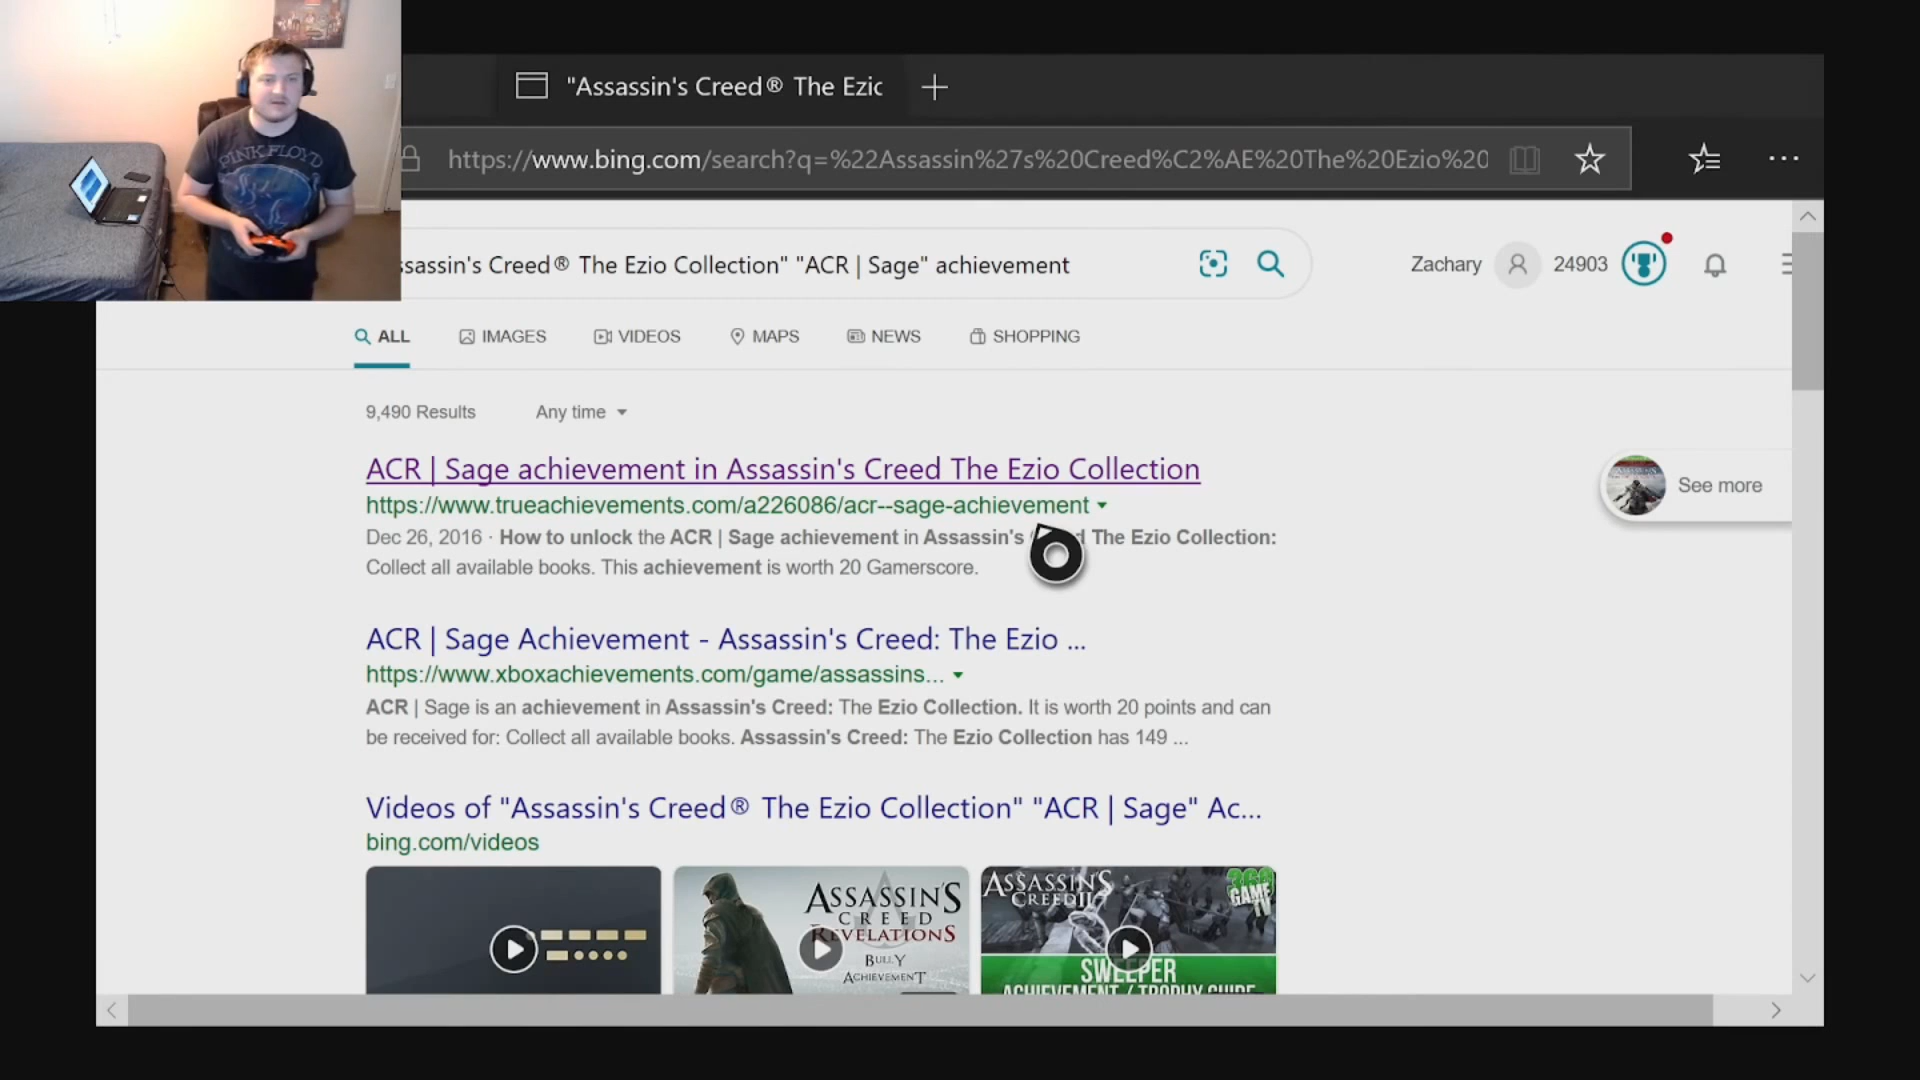 "Assassin's Creed® The Ezic
https://www.bing.com/search?q=%22Assassin%27s%20Creed%C2%AE%20The%20Ezio%20
PINK FLOYD
ssassin's Creed® The Ezio Collection" "ACR | Sage" achievement
Zachary 24903
ALL IMAGES VIDEOS MAPS NEWS SHOPPING
9,490 Results Any time
ACR | Sage achievement in Assassin's Creed The Ezio Collection
https://www.trueachievements.com/a226086/acr--sage-achievement
See more
Dec 26, 2016 · How to unlock the ACR | Sage achievement in Assassin's d The Ezio Collection:
Collect all available books. This achievement is worth 20 Gamerscore.
ACR | Sage Achievement - Assassin's Creed: The Ezio ...
https://www.xboxachievements.com/game/assassins...
ACR | Sage is an achievement in Assassin's Creed: The Ezio Collection. It is worth 20 points and can
be received for: Collect all available books. Assassin's Creed: The Ezio Collection has 149 ...
Videos of "Assassin's Creed® The Ezio Collection" "ACR | Sage" Ac...
bing.com/videos
ASSASSIN'S
CREED
REVELATIONS
BULLY
ACHIEVEMENT
ASSASSIN'S
CREED II
360
GAME
TV
SWEEPER
ACHIEVEMENT / TROPHY GUIDE